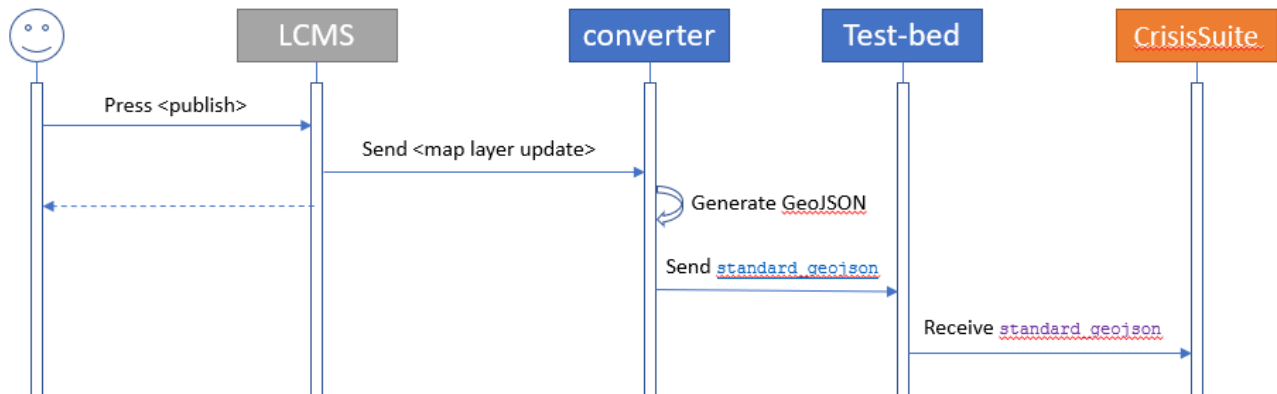 LCMS
converter
Test-bed
CrisisSuite
Press <publish>
Send <map layer update>
Generate GeoJSON
Send standard_geojson
Receive standard_geojson